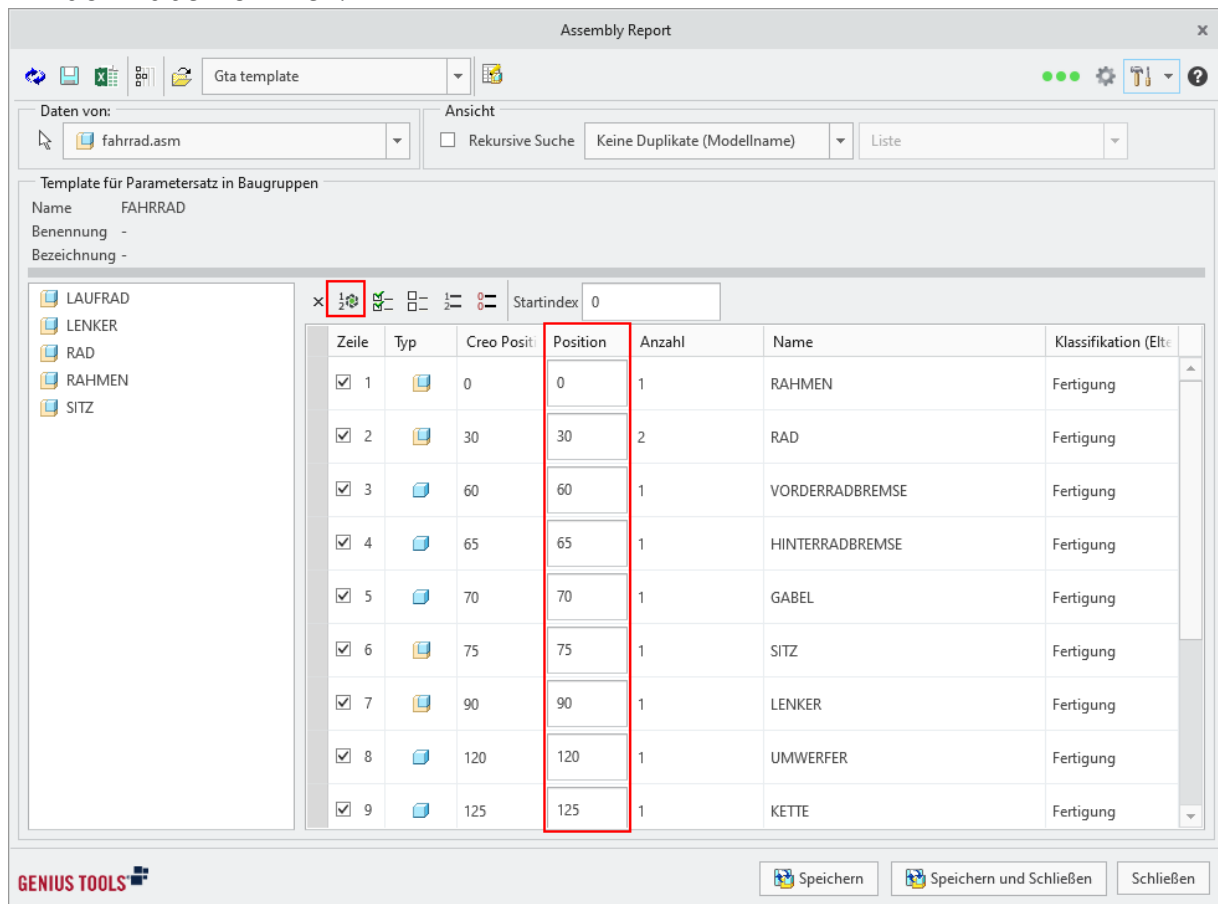 Assembly Report
Gta template
Daten von:
Ansicht
fahrrad.asm
Rekursive Suche
Keine Duplikate (Modellname)
Liste
Template für Parametersatz in Baugruppen
Name FAHRRAD
Benennung -
Bezeichnung -
LAUFRAD
LENKER
RAD
RAHMEN
SITZ
Startindex 0
Zeile Typ Creo Positi Position Anzahl Name Klassifikation (Elte
1 0 0 1 RAHMEN Fertigung
2 30 30 2 RAD Fertigung
3 60 60 1 VORDERRADBREMSE Fertigung
4 65 65 1 HINTERRADBREMSE Fertigung
5 70 70 1 GABEL Fertigung
6 75 75 1 SITZ Fertigung
7 90 90 1 LENKER Fertigung
8 120 120 1 UMWERFER Fertigung
9 125 125 1 KETTE Fertigung
GENIUS TOOLS
Speichern
Speichern und Schließen
Schließen